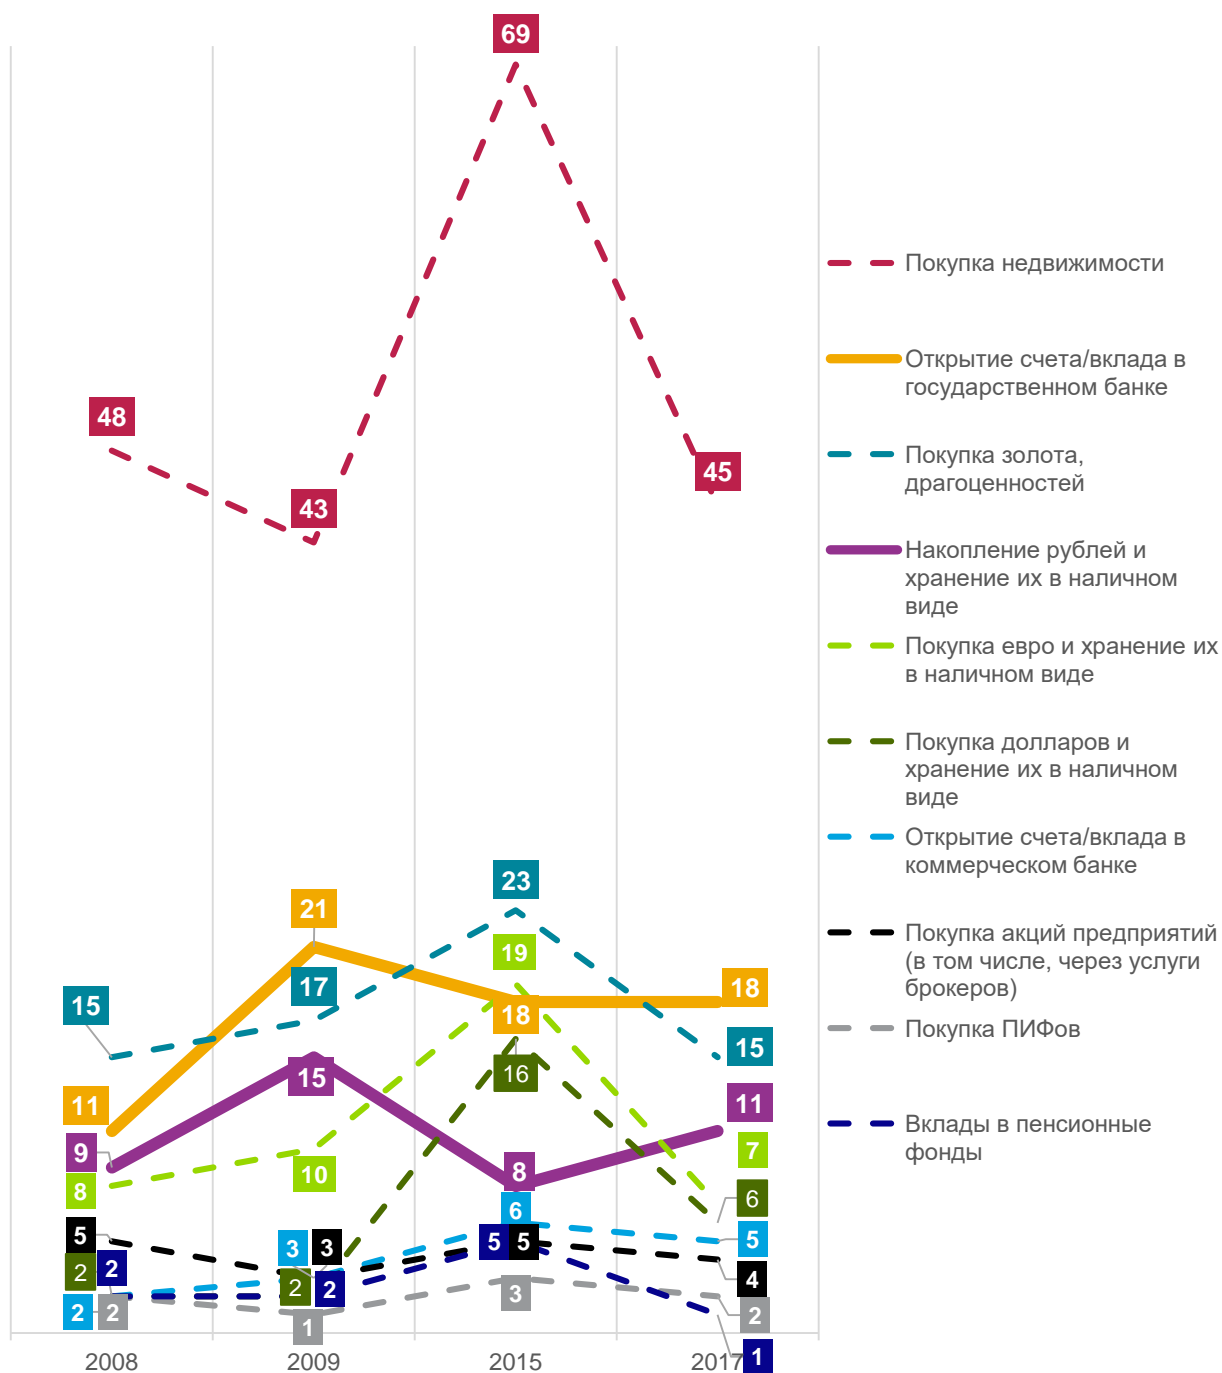 69
48
43
45
23
21
19
17
15
18
18
16
15
15
11
11
9
8
10
8
7
6
6
5
3
3
5
5
5
2
2
2
2
4
2
2
3
1
2
1
2008
2009
2015
2017
Покупка недвижимости
Открытие счета/вклада в
государственном банке
Покупка золота,
драгоценностей
Накопление рублей и
хранение их в наличном
виде
Покупка евро и хранение их
в наличном виде
Покупка долларов и
хранение их в наличном
виде
Открытие счета/вклада в
коммерческом банке
Покупка акций предприятий
(в том числе, через услуги
брокеров)
Покупка ПИФов
Вклады в пенсионные
фонды